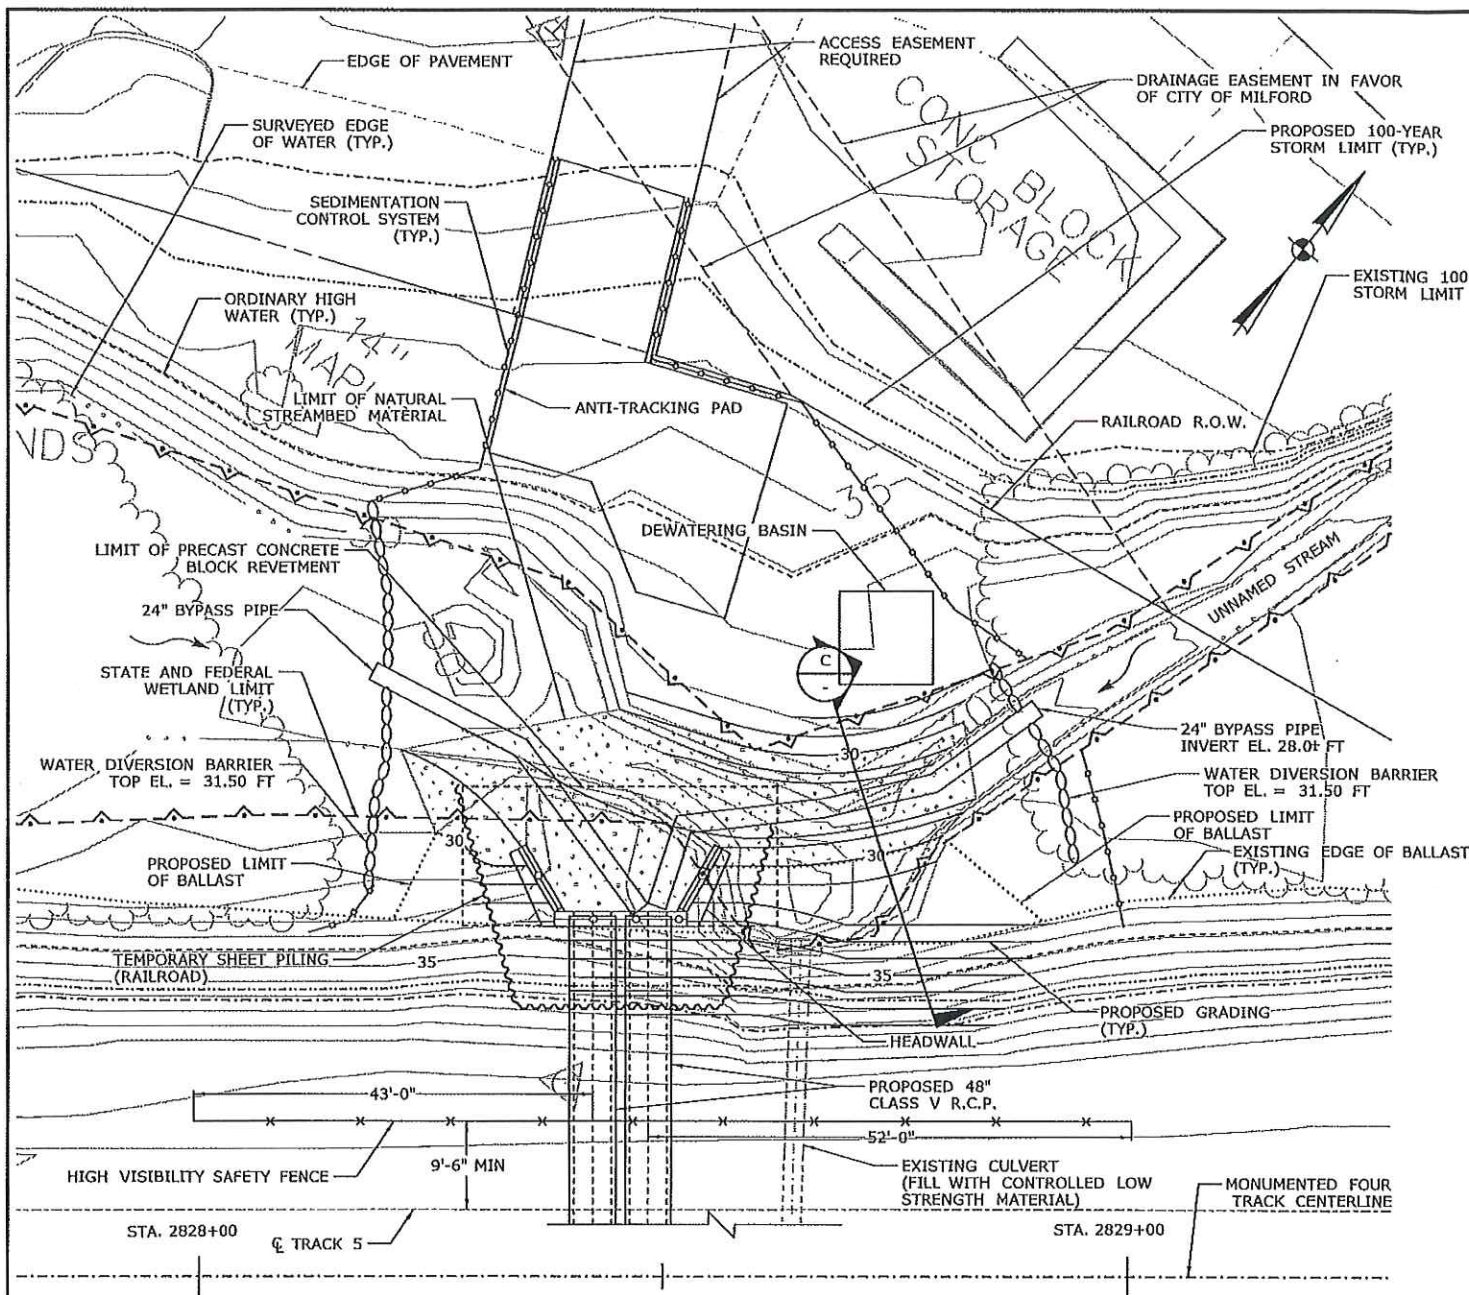 EDGE OF PAVEMENT
ACCESS EASEMENT
REQUIRED
DRAINAGE EASEMENT IN FAVOR
OF CITY OF MILFORD
SURVEYED EDGE
OF WATER (TYP.)
PROPOSED 100-YEAR
STORM LIMIT (TYP.)
CONC BLOCK
STORAGE
SEDIMENTATION
CONTROL SYSTEM
(TYP.)
EXISTING 100
STORM LIMIT
ORDINARY HIGH
WATER (TYP.)
14"
LIMIT OF NATURAL
STREAMBED MATERIAL
ANTI-TRACKING PAD
RAILROAD R.O.W.
NDS
35
DEWATERING BASIN
LIMIT OF PRECAST CONCRETE
BLOCK REVETMENT
UNNAMED STREAM
24" BYPASS PIPE
C
-
STATE AND FEDERAL
WETLAND LIMIT
(TYP.)
24" BYPASS PIPE
INVERT EL. 28.0± FT
30
WATER DIVERSION BARRIER
TOP EL. = 31.50 FT
WATER DIVERSION BARRIER
TOP EL. = 31.50 FT
PROPOSED LIMIT
OF BALLAST
30
30
EXISTING EDGE OF BALLAST
(TYP.)
PROPOSED LIMIT
OF BALLAST
TEMPORARY SHEET PILING
(RAILROAD)
35
35
PROPOSED GRADING
(TYP.)
HEADWALL
43'-0"
PROPOSED 48"
CLASS V R.C.P.
52'-0"
HIGH VISIBILITY SAFETY FENCE
9'-6" MIN
EXISTING CULVERT
(FILL WITH CONTROLLED LOW
STRENGTH MATERIAL)
MONUMENTED FOUR
TRACK CENTERLINE
STA. 2828+00
℄ TRACK 5
STA. 2829+00